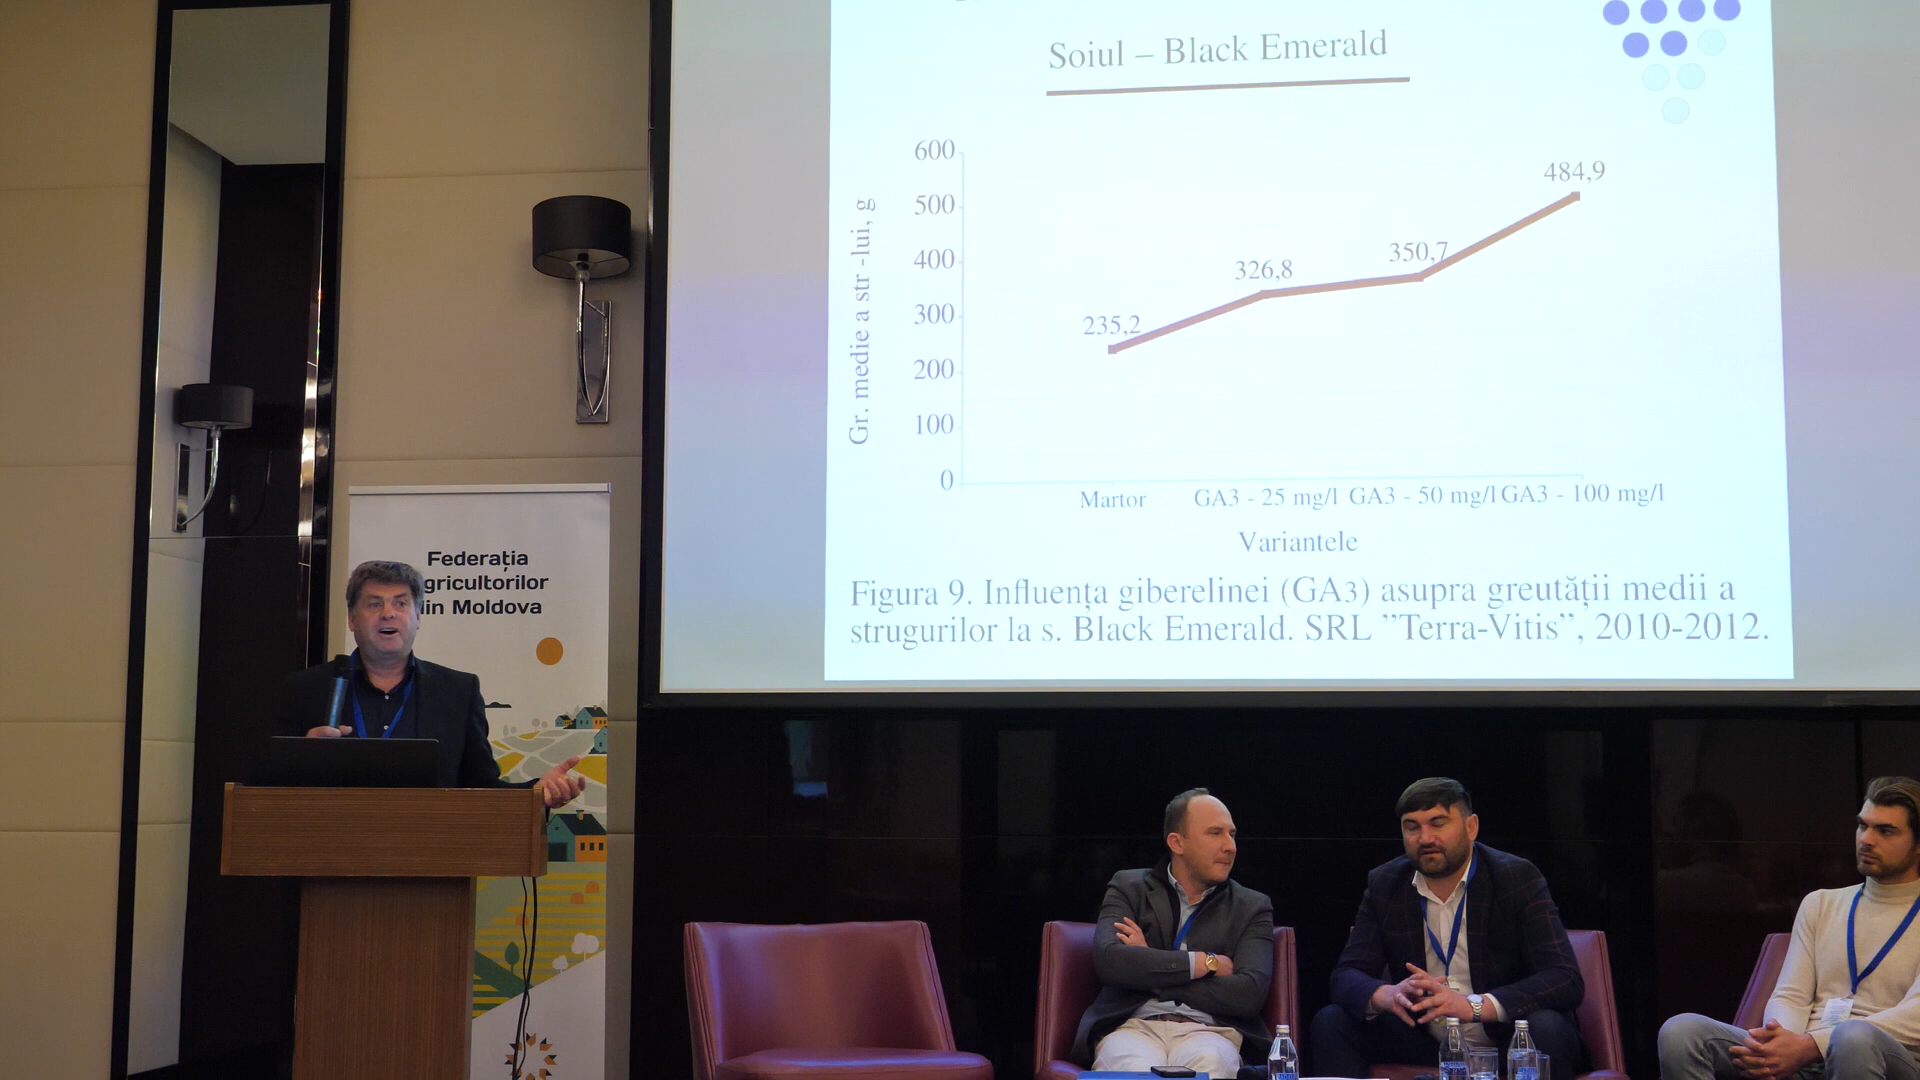 Soiul – Black Emerald
Gr. medie a str -lui, g
600
500
400
300
200
100
0
235,2
326,8
350,7
484,9
Martor
GA3 - 25 mg/l
GA3 - 50 mg/l
GA3 - 100 mg/l
Variantele
Figura 9. Influența giberelinei (GA3) asupra greutății medii a
strugurilor la s. Black Emerald. SRL ”Terra-Vitis”, 2010-2012.
Federația
gricultorilor
din Moldova